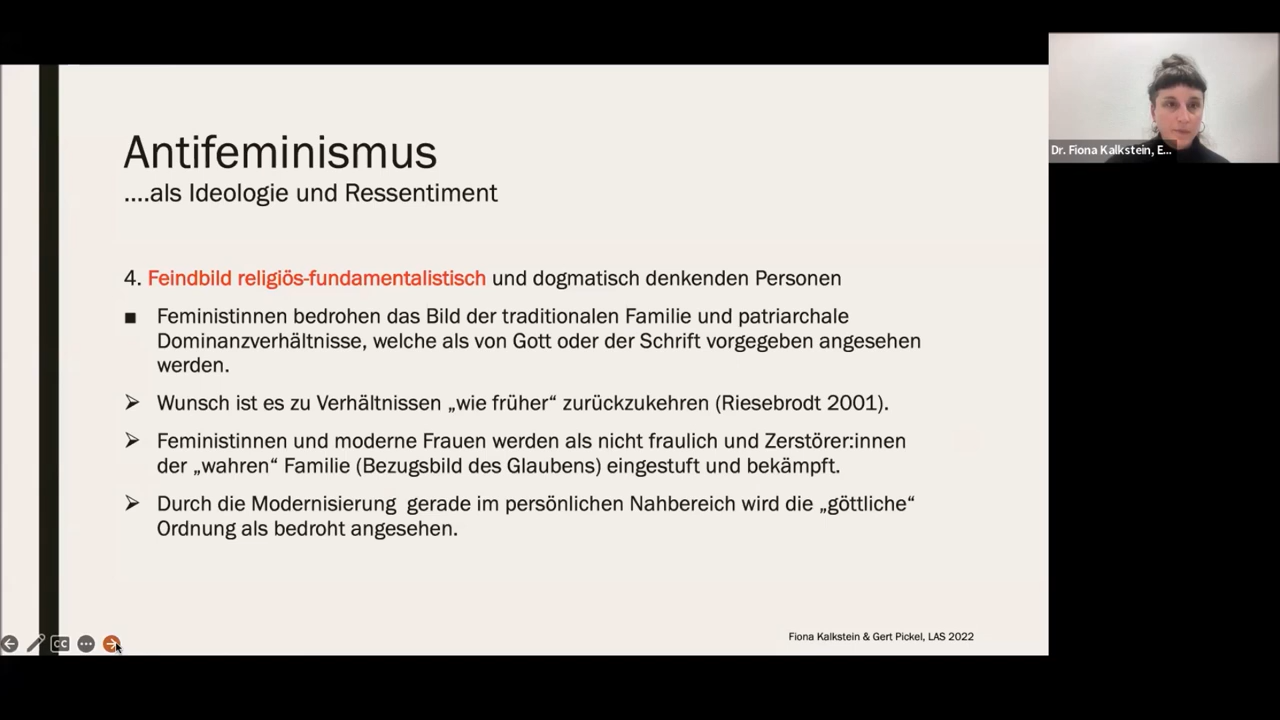 Antifeminismus
....als Ideologie und Ressentiment
4. Feindbild religiös-fundamentalistisch und dogmatisch denkenden Personen
■ Feministinnen bedrohen das Bild der traditionalen Familie und patriarchale
Dominanzverhältnisse, welche als von Gott oder der Schrift vorgegeben angesehen
werden.
➢ Wunsch ist es zu Verhältnissen „wie früher“ zurückzukehren (Riesebrodt 2001).
➢ Feministinnen und moderne Frauen werden als nicht fraulich und Zerstörer:innen
der „wahren“ Familie (Bezugsbild des Glaubens) eingestuft und bekämpft.
➢ Durch die Modernisierung gerade im persönlichen Nahbereich wird die „göttliche“
Ordnung als bedroht angesehen.
Fiona Kalkstein & Gert Pickel, LAS 2022
CC
Dr. Fiona Kalkstein, E...